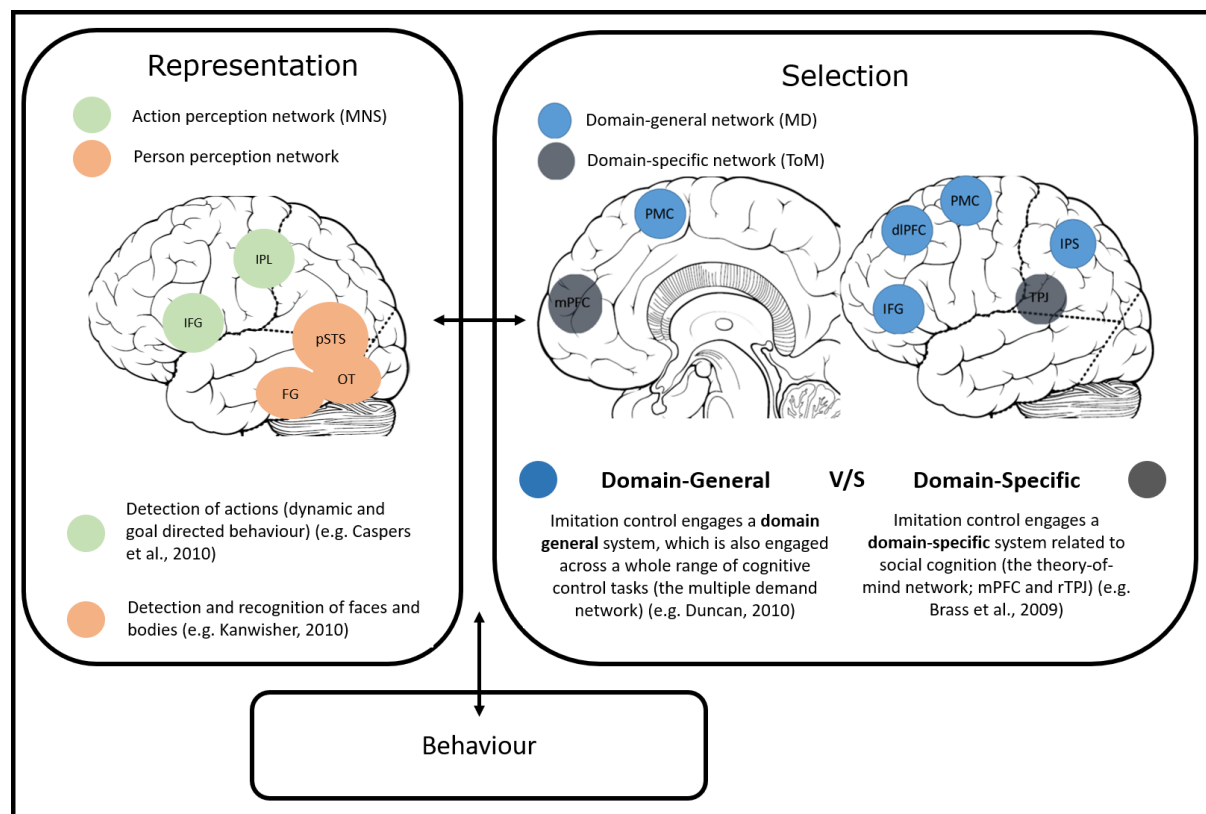 Representation
Action perception network (MNS)
Person perception network
IPL
IFG
pSTS
OT
FG
Detection of actions (dynamic and
goal directed behaviour) (e.g. Caspers
et al., 2010)
Detection and recognition of faces and
bodies (e.g. Kanwisher, 2010)
Selection
Domain-general network (MD)
Domain-specific network (ToM)
PMC
mPFC
PMC
dlPFC
IPS
TPJ
IFG
Domain-General V/S Domain-Specific
Imitation control engages a domain
general system, which is also engaged
across a whole range of cognitive
control tasks (the multiple demand
network) (e.g. Duncan, 2010)
Imitation control engages a
domain-specific system related to
social cognition (the theory-of-
mind network; mPFC and rTPJ) (e.g.
Brass et al., 2009)
Behaviour